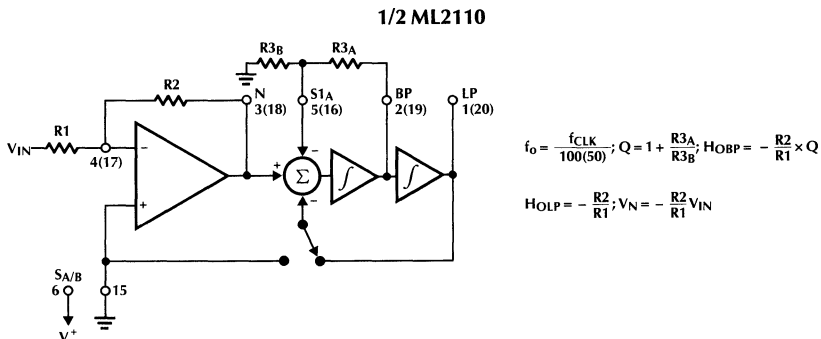 1/2 ML2110
R3B R3A
R2
N
3(18)
S1A
5(16)
BP
2(19)
LP
1(20)
R1
VIN
4(17)
−
+
+
−
Σ
−
∫
∫
fo = fCLK / 100(50) ; Q = 1 + R3A / R3B ; HOBP = − R2 / R1 × Q
HOLP = − R2 / R1 ; VN = − R2 / R1 VIN
SA/B
6
15
V+